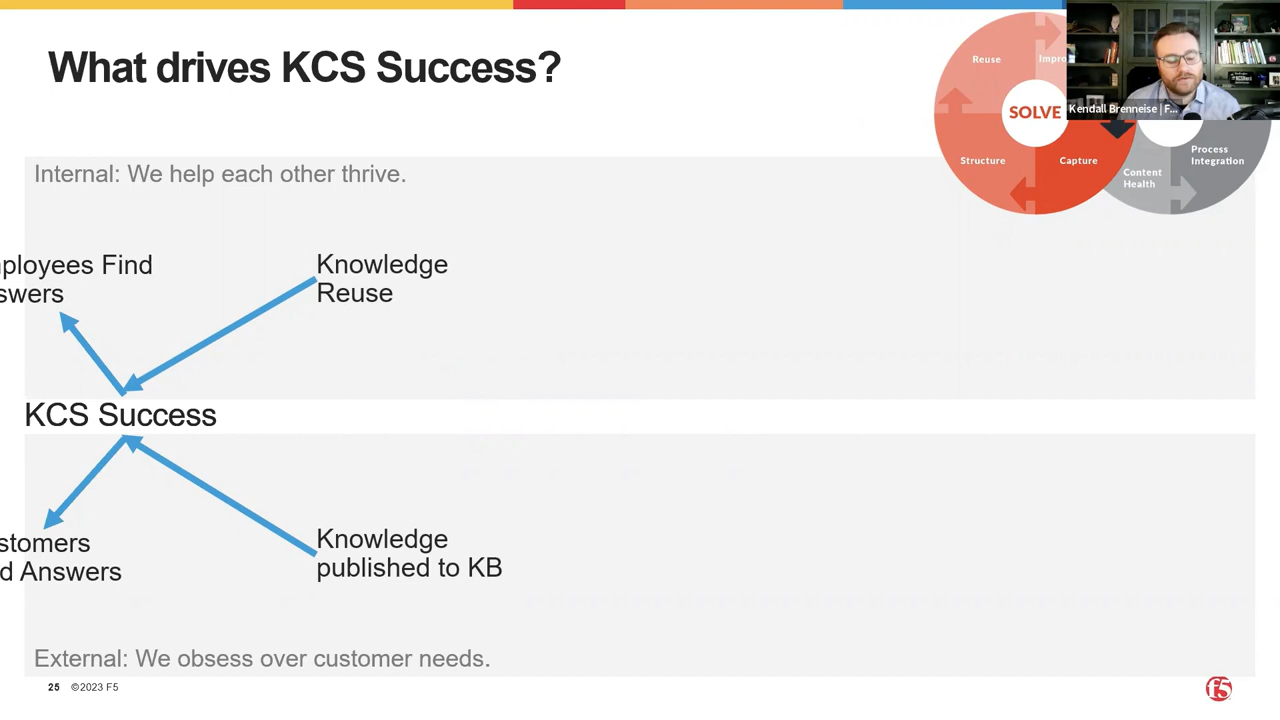 What drives KCS Success?
Reuse
Impro
SOLVE
Structure
Capture
Process
Integration
Content
Health
Kendall Brenneise | F...
Internal: We help each other thrive.
ployees Find
swers
Knowledge
Reuse
KCS Success
stomers
d Answers
Knowledge
published to KB
External: We obsess over customer needs.
25 ©2023 F5
f5